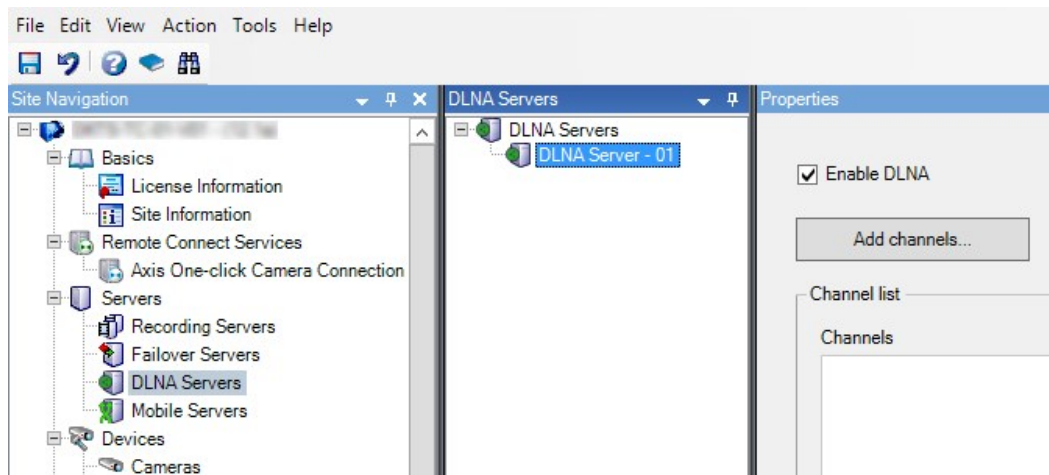 File Edit View Action Tools Help
Site Navigation
Basics
License Information
Site Information
Remote Connect Services
Axis One-click Camera Connection
Servers
Recording Servers
Failover Servers
DLNA Servers
Mobile Servers
Devices
Cameras
DLNA Servers
DLNA Servers
DLNA Server - 01
Properties
Enable DLNA
Add channels...
Channel list
Channels